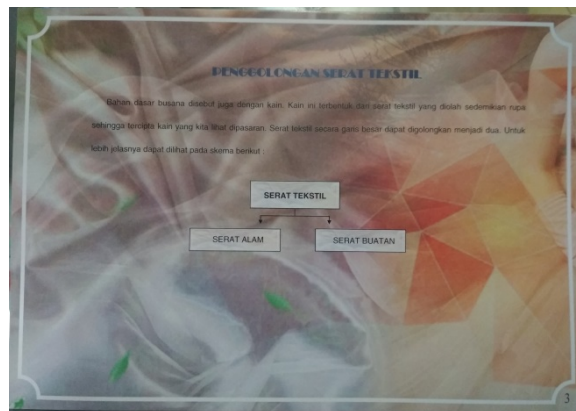 PENGGOLONGAN SERAT TEKSTIL
Bahan dasar busana disebut juga dengan kain. Kain ini terbentuk dari serat tekstil yang diolah sedemikian rupa
sehingga tercipta kain yang kita lihat dipasaran. Serat tekstil secara garis besar dapat digolongkan menjadi dua. Untuk
lebih jelasnya dapat dilihat pada skema berikut :
SERAT TEKSTIL
SERAT ALAM
SERAT BUATAN
3